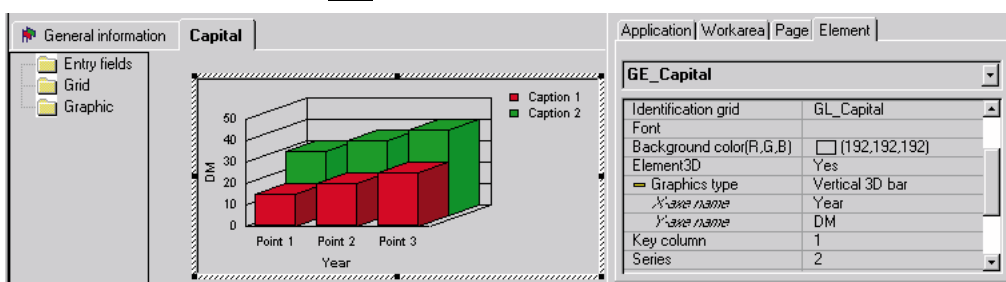 General information Capital
Entry fields
Grid
Graphic
Caption 1
Caption 2
50
40
30
20
10
0
DM
Point 1 Point 2 Point 3
Year
Application Workarea Page Element
GE_Capital
Identification grid GL_Capital
Font
Background color(R,G,B) (192,192,192)
Element3D Yes
Graphics type Vertical 3D bar
X-axe name Year
Y-axe name DM
Key column 1
Series 2